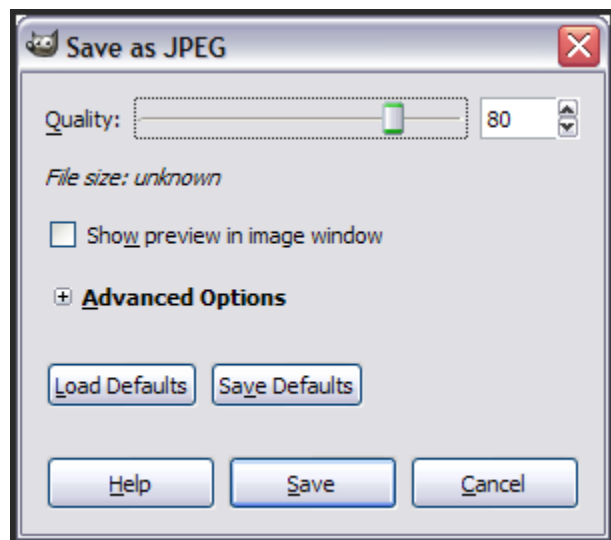 Save as JPEG
Quality: 80
File size: unknown
Show preview in image window
Advanced Options
Load Defaults Save Defaults
Help Save Cancel